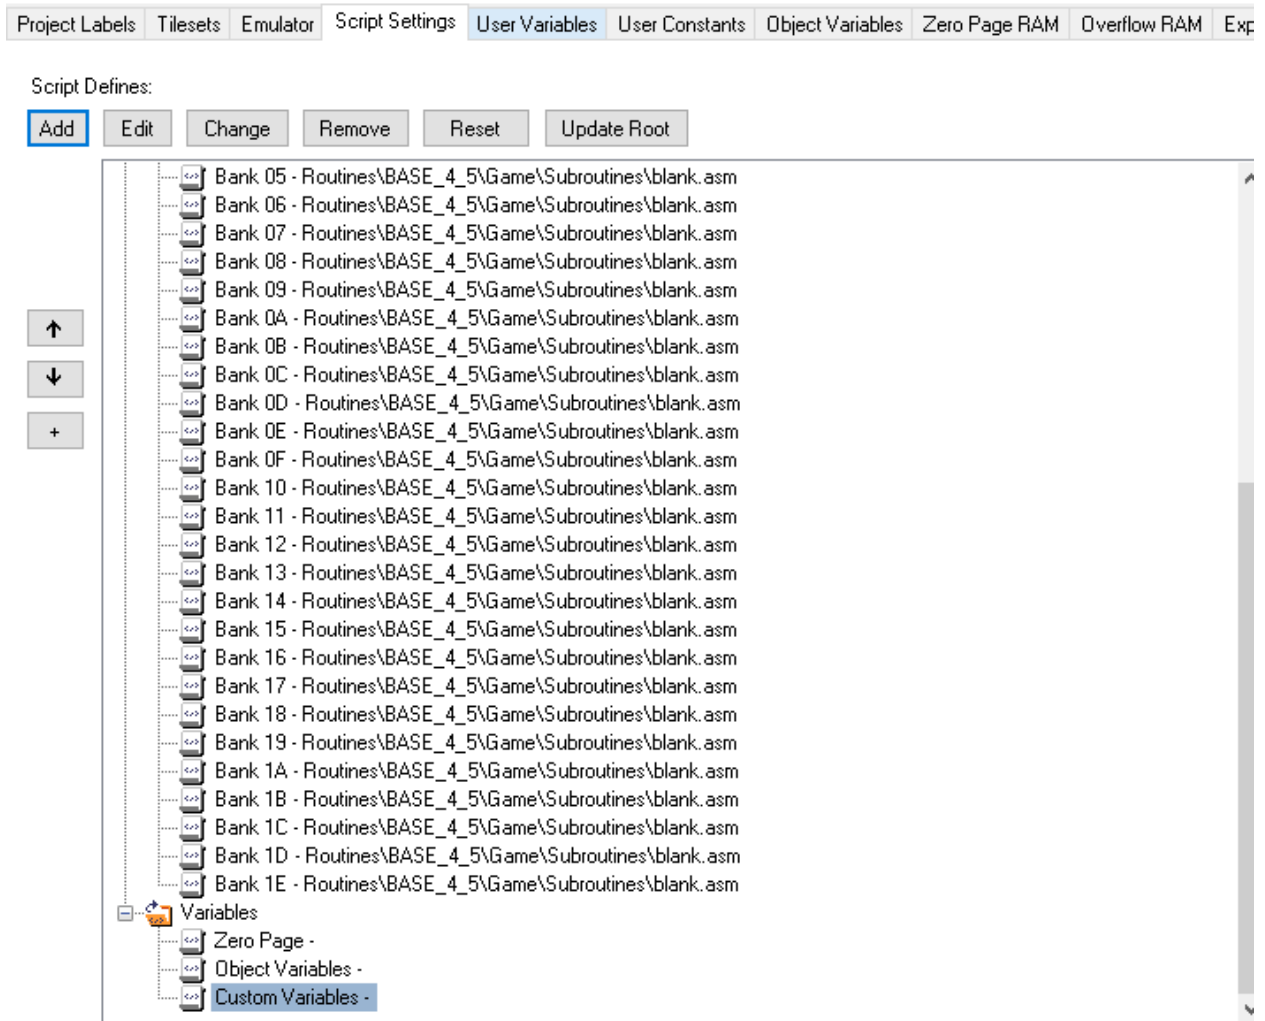 Project Labels Tilesets Emulator Script Settings User Variables User Constants Object Variables Zero Page RAM Overflow RAM Exp
Script Defines:
Add Edit Change Remove Reset Update Root
Bank 05 - Routines\BASE_4_5\Game\Subroutines\blank.asm
Bank 06 - Routines\BASE_4_5\Game\Subroutines\blank.asm
Bank 07 - Routines\BASE_4_5\Game\Subroutines\blank.asm
Bank 08 - Routines\BASE_4_5\Game\Subroutines\blank.asm
Bank 09 - Routines\BASE_4_5\Game\Subroutines\blank.asm
Bank 0A - Routines\BASE_4_5\Game\Subroutines\blank.asm
Bank 0B - Routines\BASE_4_5\Game\Subroutines\blank.asm
Bank 0C - Routines\BASE_4_5\Game\Subroutines\blank.asm
Bank 0D - Routines\BASE_4_5\Game\Subroutines\blank.asm
Bank 0E - Routines\BASE_4_5\Game\Subroutines\blank.asm
Bank 0F - Routines\BASE_4_5\Game\Subroutines\blank.asm
Bank 10 - Routines\BASE_4_5\Game\Subroutines\blank.asm
Bank 11 - Routines\BASE_4_5\Game\Subroutines\blank.asm
Bank 12 - Routines\BASE_4_5\Game\Subroutines\blank.asm
Bank 13 - Routines\BASE_4_5\Game\Subroutines\blank.asm
Bank 14 - Routines\BASE_4_5\Game\Subroutines\blank.asm
Bank 15 - Routines\BASE_4_5\Game\Subroutines\blank.asm
Bank 16 - Routines\BASE_4_5\Game\Subroutines\blank.asm
Bank 17 - Routines\BASE_4_5\Game\Subroutines\blank.asm
Bank 18 - Routines\BASE_4_5\Game\Subroutines\blank.asm
Bank 19 - Routines\BASE_4_5\Game\Subroutines\blank.asm
Bank 1A - Routines\BASE_4_5\Game\Subroutines\blank.asm
Bank 1B - Routines\BASE_4_5\Game\Subroutines\blank.asm
Bank 1C - Routines\BASE_4_5\Game\Subroutines\blank.asm
Bank 1D - Routines\BASE_4_5\Game\Subroutines\blank.asm
Bank 1E - Routines\BASE_4_5\Game\Subroutines\blank.asm
Variables
Zero Page -
Object Variables -
Custom Variables -